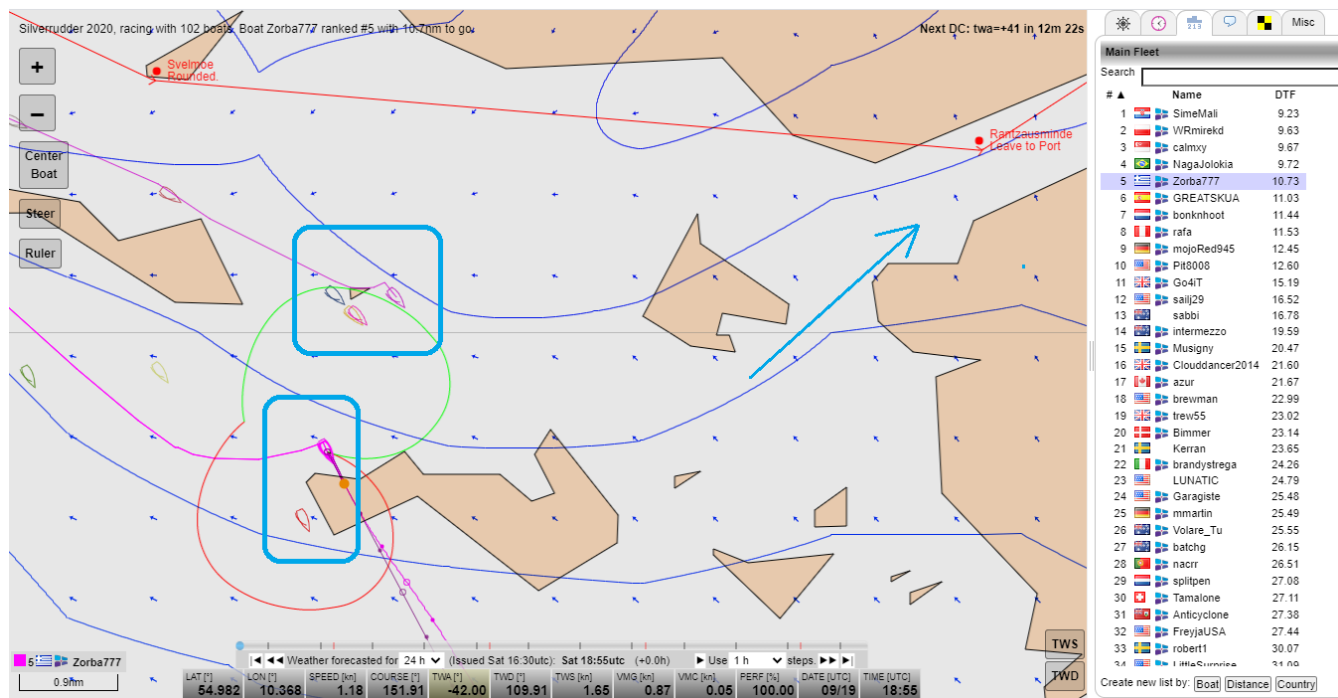 Silverrudder 2020, racing with 102 boats. Boat Zorba777 ranked #5 with 10.7nm to go.
Next DC: twa=+41 in 12m 22s
Svelmoe
Rounded.
+
−
Center
Boat
Steer
Ruler
Rantzausminde
Leave to Port
5 Zorba777
0.9nm
Weather forecasted for 24 h (Issued Sat 16:30utc): Sat 18:55utc (+0.0h) Use 1 h steps.
TWS
TWD
LAT [°] LON [°] SPEED [kn] COURSE [°] TWA [°] TWD [°] TWS [kn] VMG [kn] VMC [kn] PERF [%] DATE [UTC] TIME [UTC]
54.982 10.368 1.18 151.91 -42.00 109.91 1.65 0.87 0.05 100.00 09/19 18:55
219
Misc
Main Fleet
Search
# ▲ Name DTF
1 SimeMali 9.23
2 WRmirekd 9.63
3 calmxy 9.67
4 NagaJolokia 9.72
5 Zorba777 10.73
6 GREATSKUA 11.03
7 bonknhoot 11.44
8 rafa 11.53
9 mojoRed945 12.45
10 Pit8008 12.60
11 Go4iT 15.19
12 sailj29 16.52
13 sabbi 16.78
14 intermezzo 19.59
15 Musigny 20.47
16 Clouddancer2014 21.60
17 azur 21.67
18 brewman 22.99
19 trew55 23.02
20 Bimmer 23.14
21 Kerran 23.65
22 brandystrega 24.26
23 LUNATIC 24.79
24 Garagiste 25.48
25 mmartin 25.49
26 Volare_Tu 25.55
27 batchg 26.15
28 nacrr 26.51
29 splitpen 27.08
30 Tamalone 27.11
31 Anticyclone 27.38
32 FreyjaUSA 27.44
33 robert1 30.07
34 LittleSurprise 31.09
Create new list by: Boat Distance Country